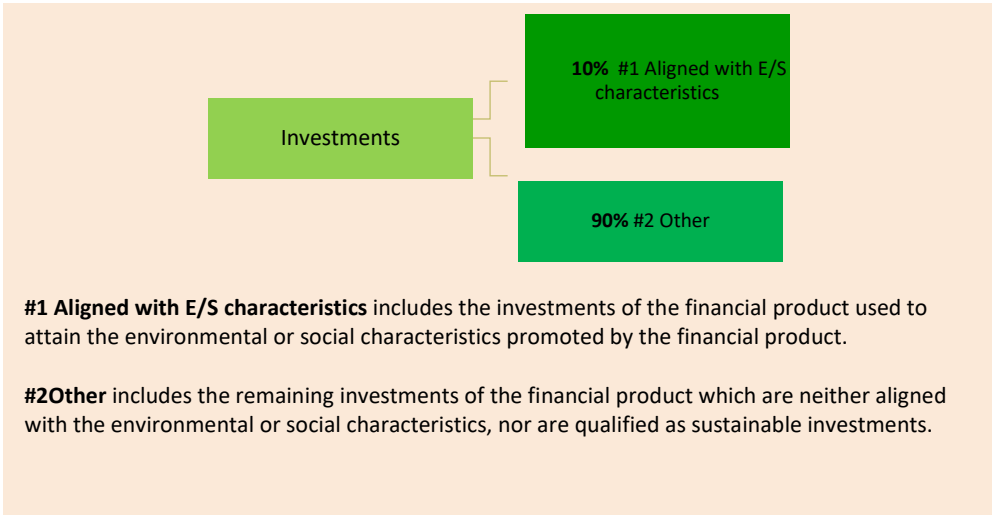 10% #1 Aligned with E/S
characteristics
Investments
90% #2 Other
#1 Aligned with E/S characteristics includes the investments of the financial product used to
attain the environmental or social characteristics promoted by the financial product.
#2Other includes the remaining investments of the financial product which are neither aligned
with the environmental or social characteristics, nor are qualified as sustainable investments.